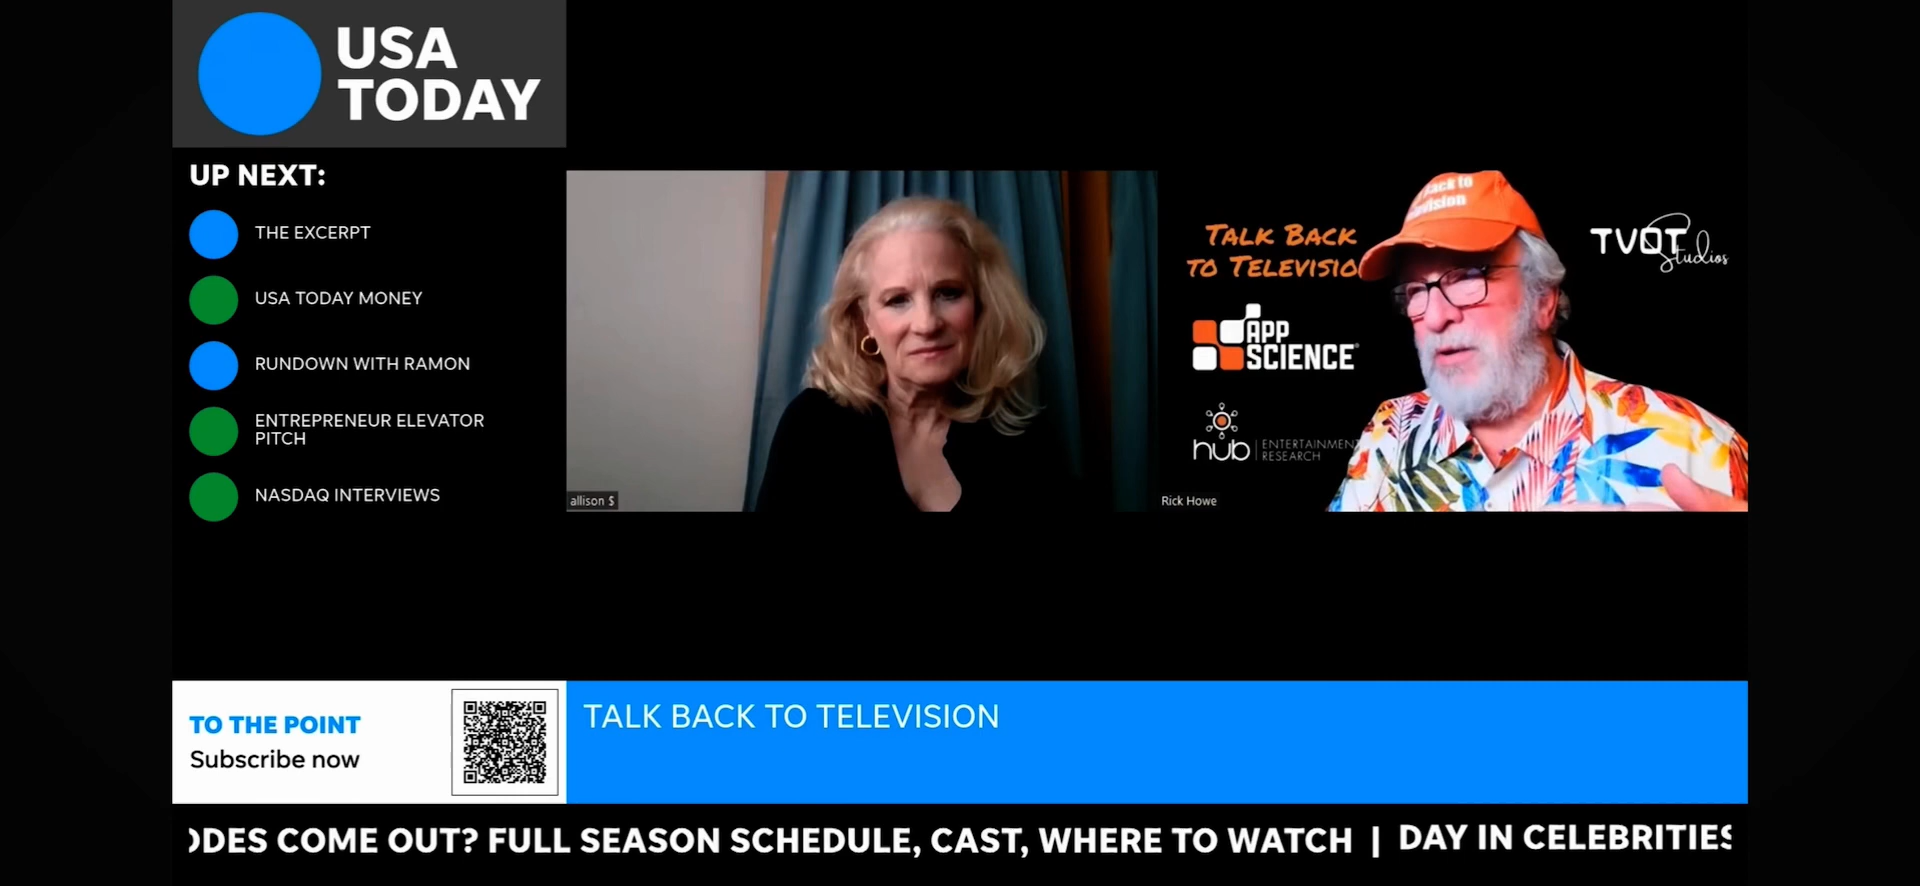 USA
TODAY
UP NEXT:
THE EXCERPT
USA TODAY MONEY
RUNDOWN WITH RAMON
ENTREPRENEUR ELEVATOR
PITCH
NASDAQ INTERVIEWS
allison $
TALK BACK
TO TELEVISIO
APP
SCIENCE
hub ENTERTAINMENT
RESEARCH
Rick Howe
Back to
TVOT
Studios
TO THE POINT
Subscribe now
TALK BACK TO TELEVISION
COME OUT? FULL SEASON SCHEDULE, CAST, WHERE TO WATCH | DAY IN CELEBRITIES